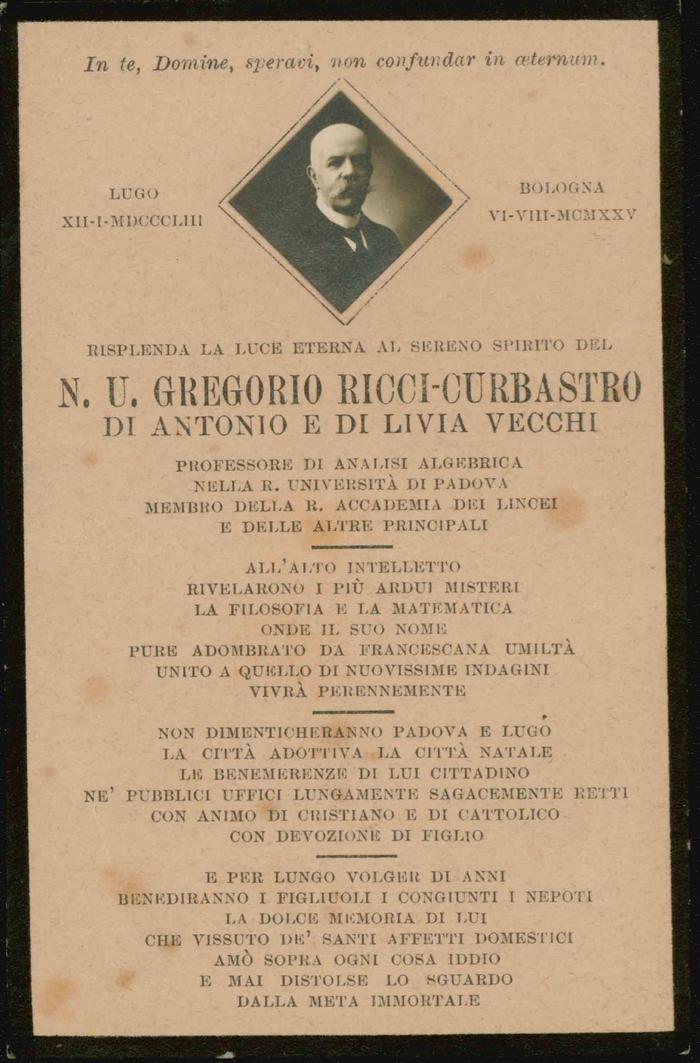 In te, Domine, speravi, non confundar in æternum.
LUGO
XII-I-MDCCCLIII
BOLOGNA
VI-VIII-MCMXXV
RISPLENDA LA LUCE ETERNA AL SERENO SPIRITO DEL
N. U. GREGORIO RICCI-CURBASTRO
DI ANTONIO E DI LIVIA VECCHI
PROFESSORE DI ANALISI ALGEBRICA
NELLA R. UNIVERSITÀ DI PADOVA
MEMBRO DELLA R. ACCADEMIA DEI LINCEI
E DELLE ALTRE PRINCIPALI
ALL'ALTO INTELLETTO
RIVELARONO I PIÙ ARDUI MISTERI
LA FILOSOFIA E LA MATEMATICA
ONDE IL SUO NOME
PURE ADOMBRATO DA FRANCESCANA UMILTÀ
UNITO A QUELLO DI NUOVISSIME INDAGINI
VIVRÀ PERENNEMENTE
NON DIMENTICHERANNO PADOVA E LUGO
LA CITTÀ ADOTTIVA LA CITTÀ NATALE
LE BENEMERENZE DI LUI CITTADINO
NE' PUBBLICI UFFICI LUNGAMENTE SAGACEMENTE RETTI
CON ANIMO DI CRISTIANO E DI CATTOLICO
CON DEVOZIONE DI FIGLIO
E PER LUNGO VOLGER DI ANNI
BENEDIRANNO I FIGLIUOLI I CONGIUNTI I NEPOTI
LA DOLCE MEMORIA DI LUI
CHE VISSUTO DE' SANTI AFFETTI DOMESTICI
AMÒ SOPRA OGNI COSA IDDIO
E MAI DISTOLSE LO SGUARDO
DALLA META IMMORTALE